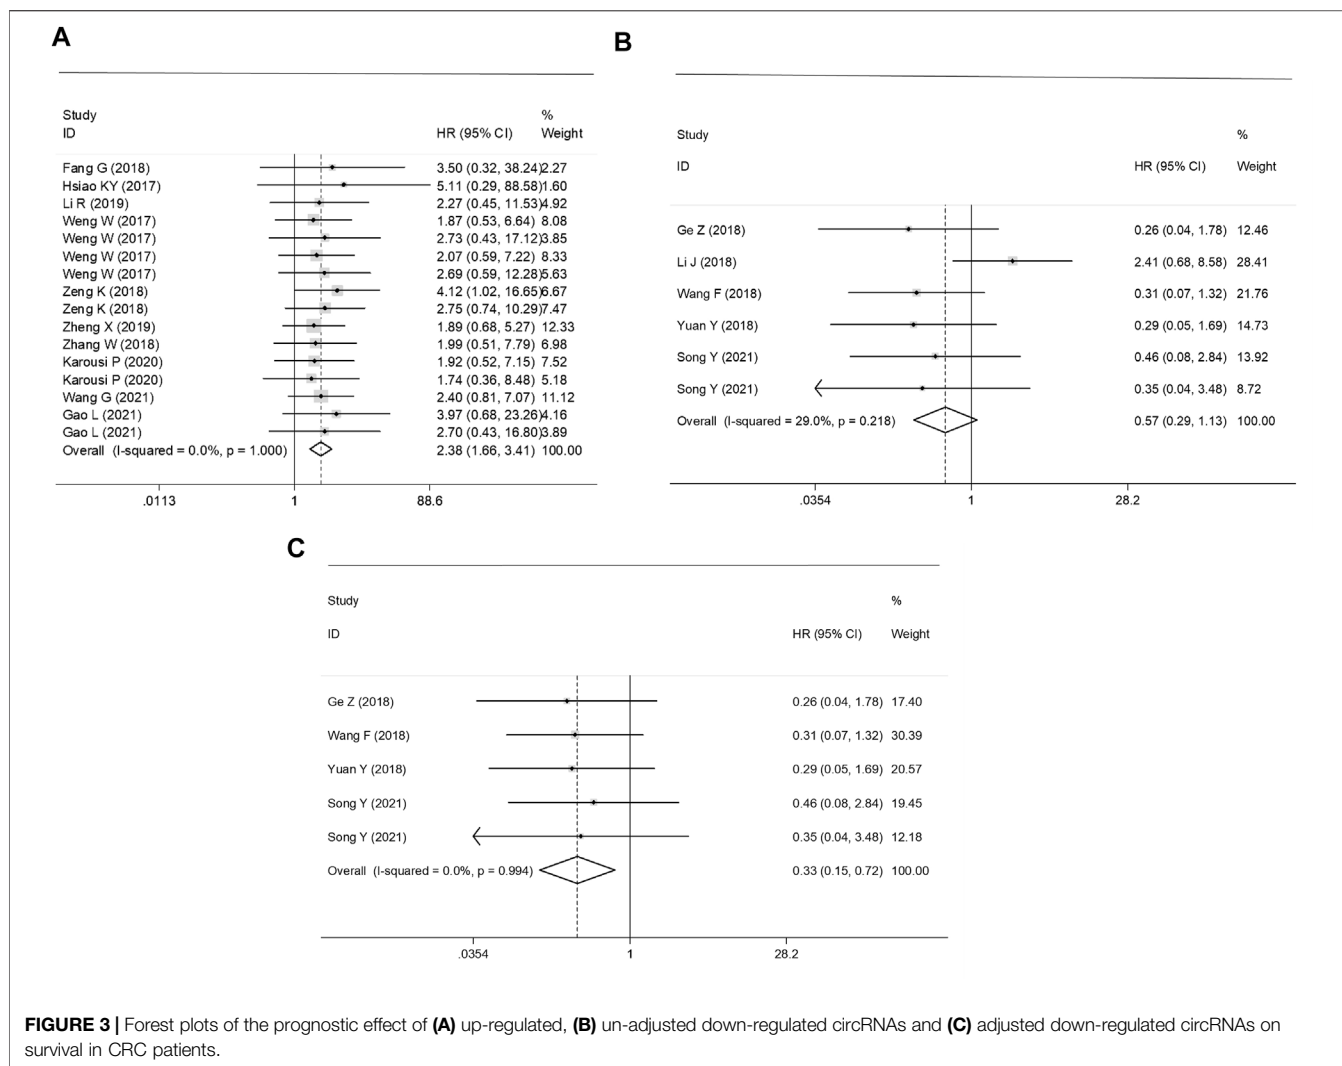 A
Study
%
ID
HR (95% CI)
Weight
Fang G (2018) 3.50 (0.32, 38.24) 2.27
Hsiao KY (2017) 5.11 (0.29, 88.58) 1.60
Li R (2019) 2.27 (0.45, 11.53) 4.92
Weng W (2017) 1.87 (0.53, 6.64) 8.08
Weng W (2017) 2.73 (0.43, 17.12) 3.85
Weng W (2017) 2.07 (0.59, 7.22) 8.33
Weng W (2017) 2.69 (0.59, 12.28) 5.63
Zeng K (2018) 4.12 (1.02, 16.65) 6.67
Zeng K (2018) 2.75 (0.74, 10.29) 7.47
Zheng X (2019) 1.89 (0.68, 5.27) 12.33
Zhang W (2018) 1.99 (0.51, 7.79) 6.98
Karousi P (2020) 1.92 (0.52, 7.15) 7.52
Karousi P (2020) 1.74 (0.36, 8.48) 5.18
Wang G (2021) 2.40 (0.81, 7.07) 11.12
Gao L (2021) 3.97 (0.68, 23.26) 4.16
Gao L (2021) 2.70 (0.43, 16.80) 3.89
Overall (I-squared = 0.0%, p = 1.000) 2.38 (1.66, 3.41) 100.00
.0113 1 88.6
B
Study %
ID HR (95% CI) Weight
Ge Z (2018) 0.26 (0.04, 1.78) 12.46
Li J (2018) 2.41 (0.68, 8.58) 28.41
Wang F (2018) 0.31 (0.07, 1.32) 21.76
Yuan Y (2018) 0.29 (0.05, 1.69) 14.73
Song Y (2021) 0.46 (0.08, 2.84) 13.92
Song Y (2021) 0.35 (0.04, 3.48) 8.72
Overall (I-squared = 29.0%, p = 0.218) 0.57 (0.29, 1.13) 100.00
.0354 1 28.2
C
Study %
ID HR (95% CI) Weight
Ge Z (2018) 0.26 (0.04, 1.78) 17.40
Wang F (2018) 0.31 (0.07, 1.32) 30.39
Yuan Y (2018) 0.29 (0.05, 1.69) 20.57
Song Y (2021) 0.46 (0.08, 2.84) 19.45
Song Y (2021) 0.35 (0.04, 3.48) 12.18
Overall (I-squared = 0.0%, p = 0.994) 0.33 (0.15, 0.72) 100.00
.0354 1 28.2
FIGURE 3 | Forest plots of the prognostic effect of (A) up-regulated, (B) un-adjusted down-regulated circRNAs and (C) adjusted down-regulated circRNAs on
survival in CRC patients.